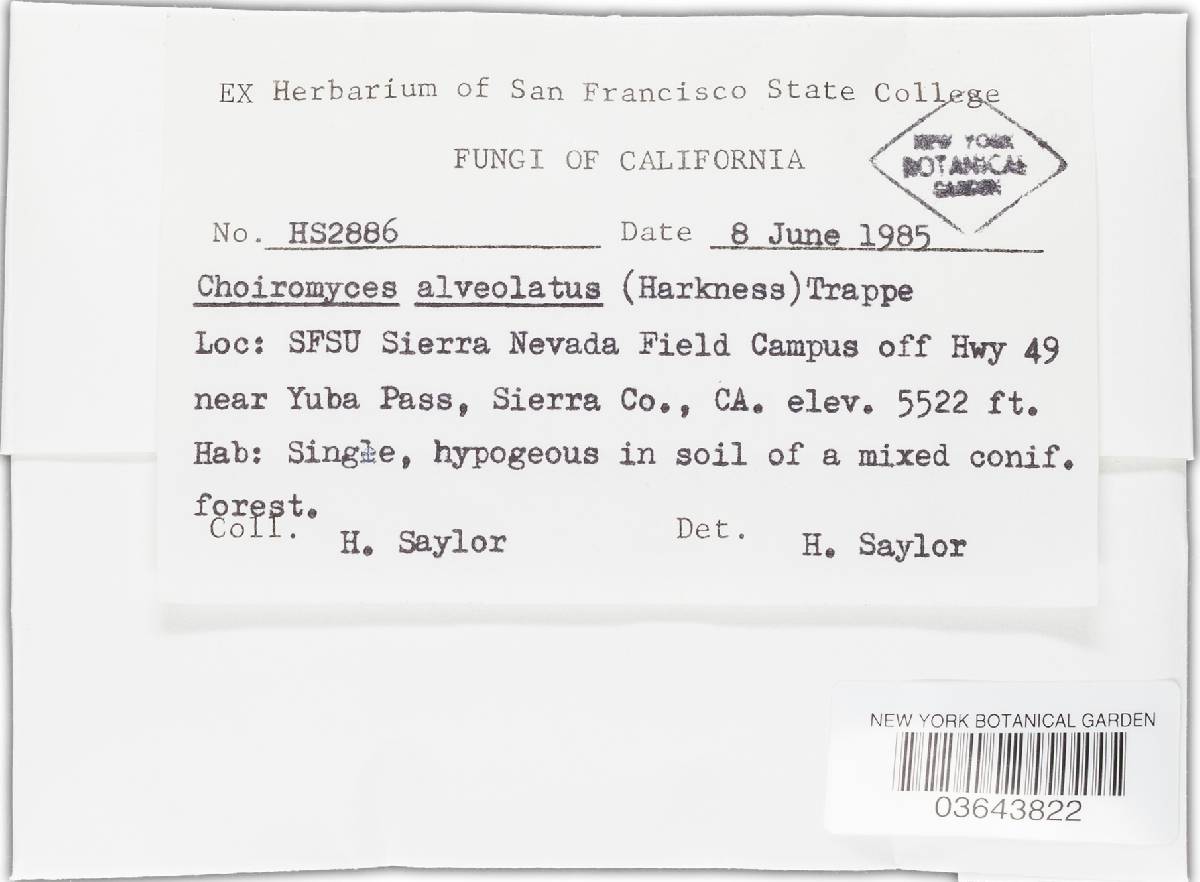 EX Herbarium of San Francisco State College
FUNGI OF CALIFORNIA
NEW YORK
BOTANICAL
GARDEN
No. HS2886 Date 8 June 1985
Choiromyces alveolatus (Harkness)Trappe
Loc: SFSU Sierra Nevada Field Campus off Hwy 49
near Yuba Pass, Sierra Co., CA. elev. 5522 ft.
Hab: Single, hypogeous in soil of a mixed conif.
forest.
Coll. H. Saylor Det. H. Saylor
NEW YORK BOTANICAL GARDEN
03643822